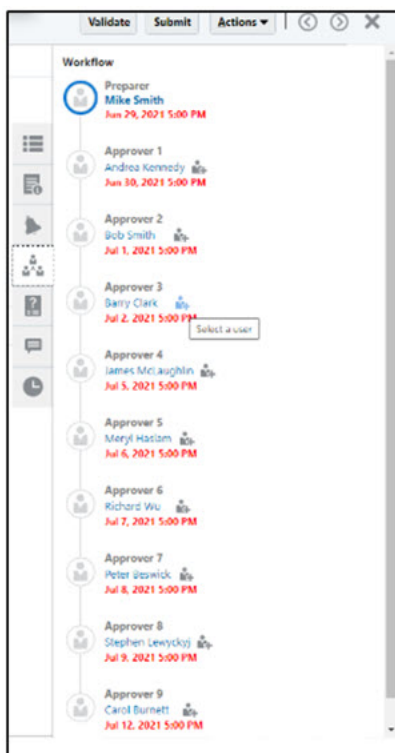 Validate Submit Actions
Workflow
Preparer
Mike Smith
Jun 29, 2021 5:00 PM
Approver 1
Andrea Kennedy
Jun 30, 2021 5:00 PM
Approver 2
Bob Smith
Jul 1, 2021 5:00 PM
Approver 3
Barry Clark
Jul 2, 2021 5:00 PM
Select a user
Approver 4
James McLaughlin
Jul 5, 2021 5:00 PM
Approver 5
Meryl Haslam
Jul 6, 2021 5:00 PM
Approver 6
Richard Wu
Jul 7, 2021 5:00 PM
Approver 7
Peter Beswick
Jul 8, 2021 5:00 PM
Approver 8
Stephen Lewyckyj
Jul 9, 2021 5:00 PM
Approver 9
Carol Burnett
Jul 12, 2021 5:00 PM